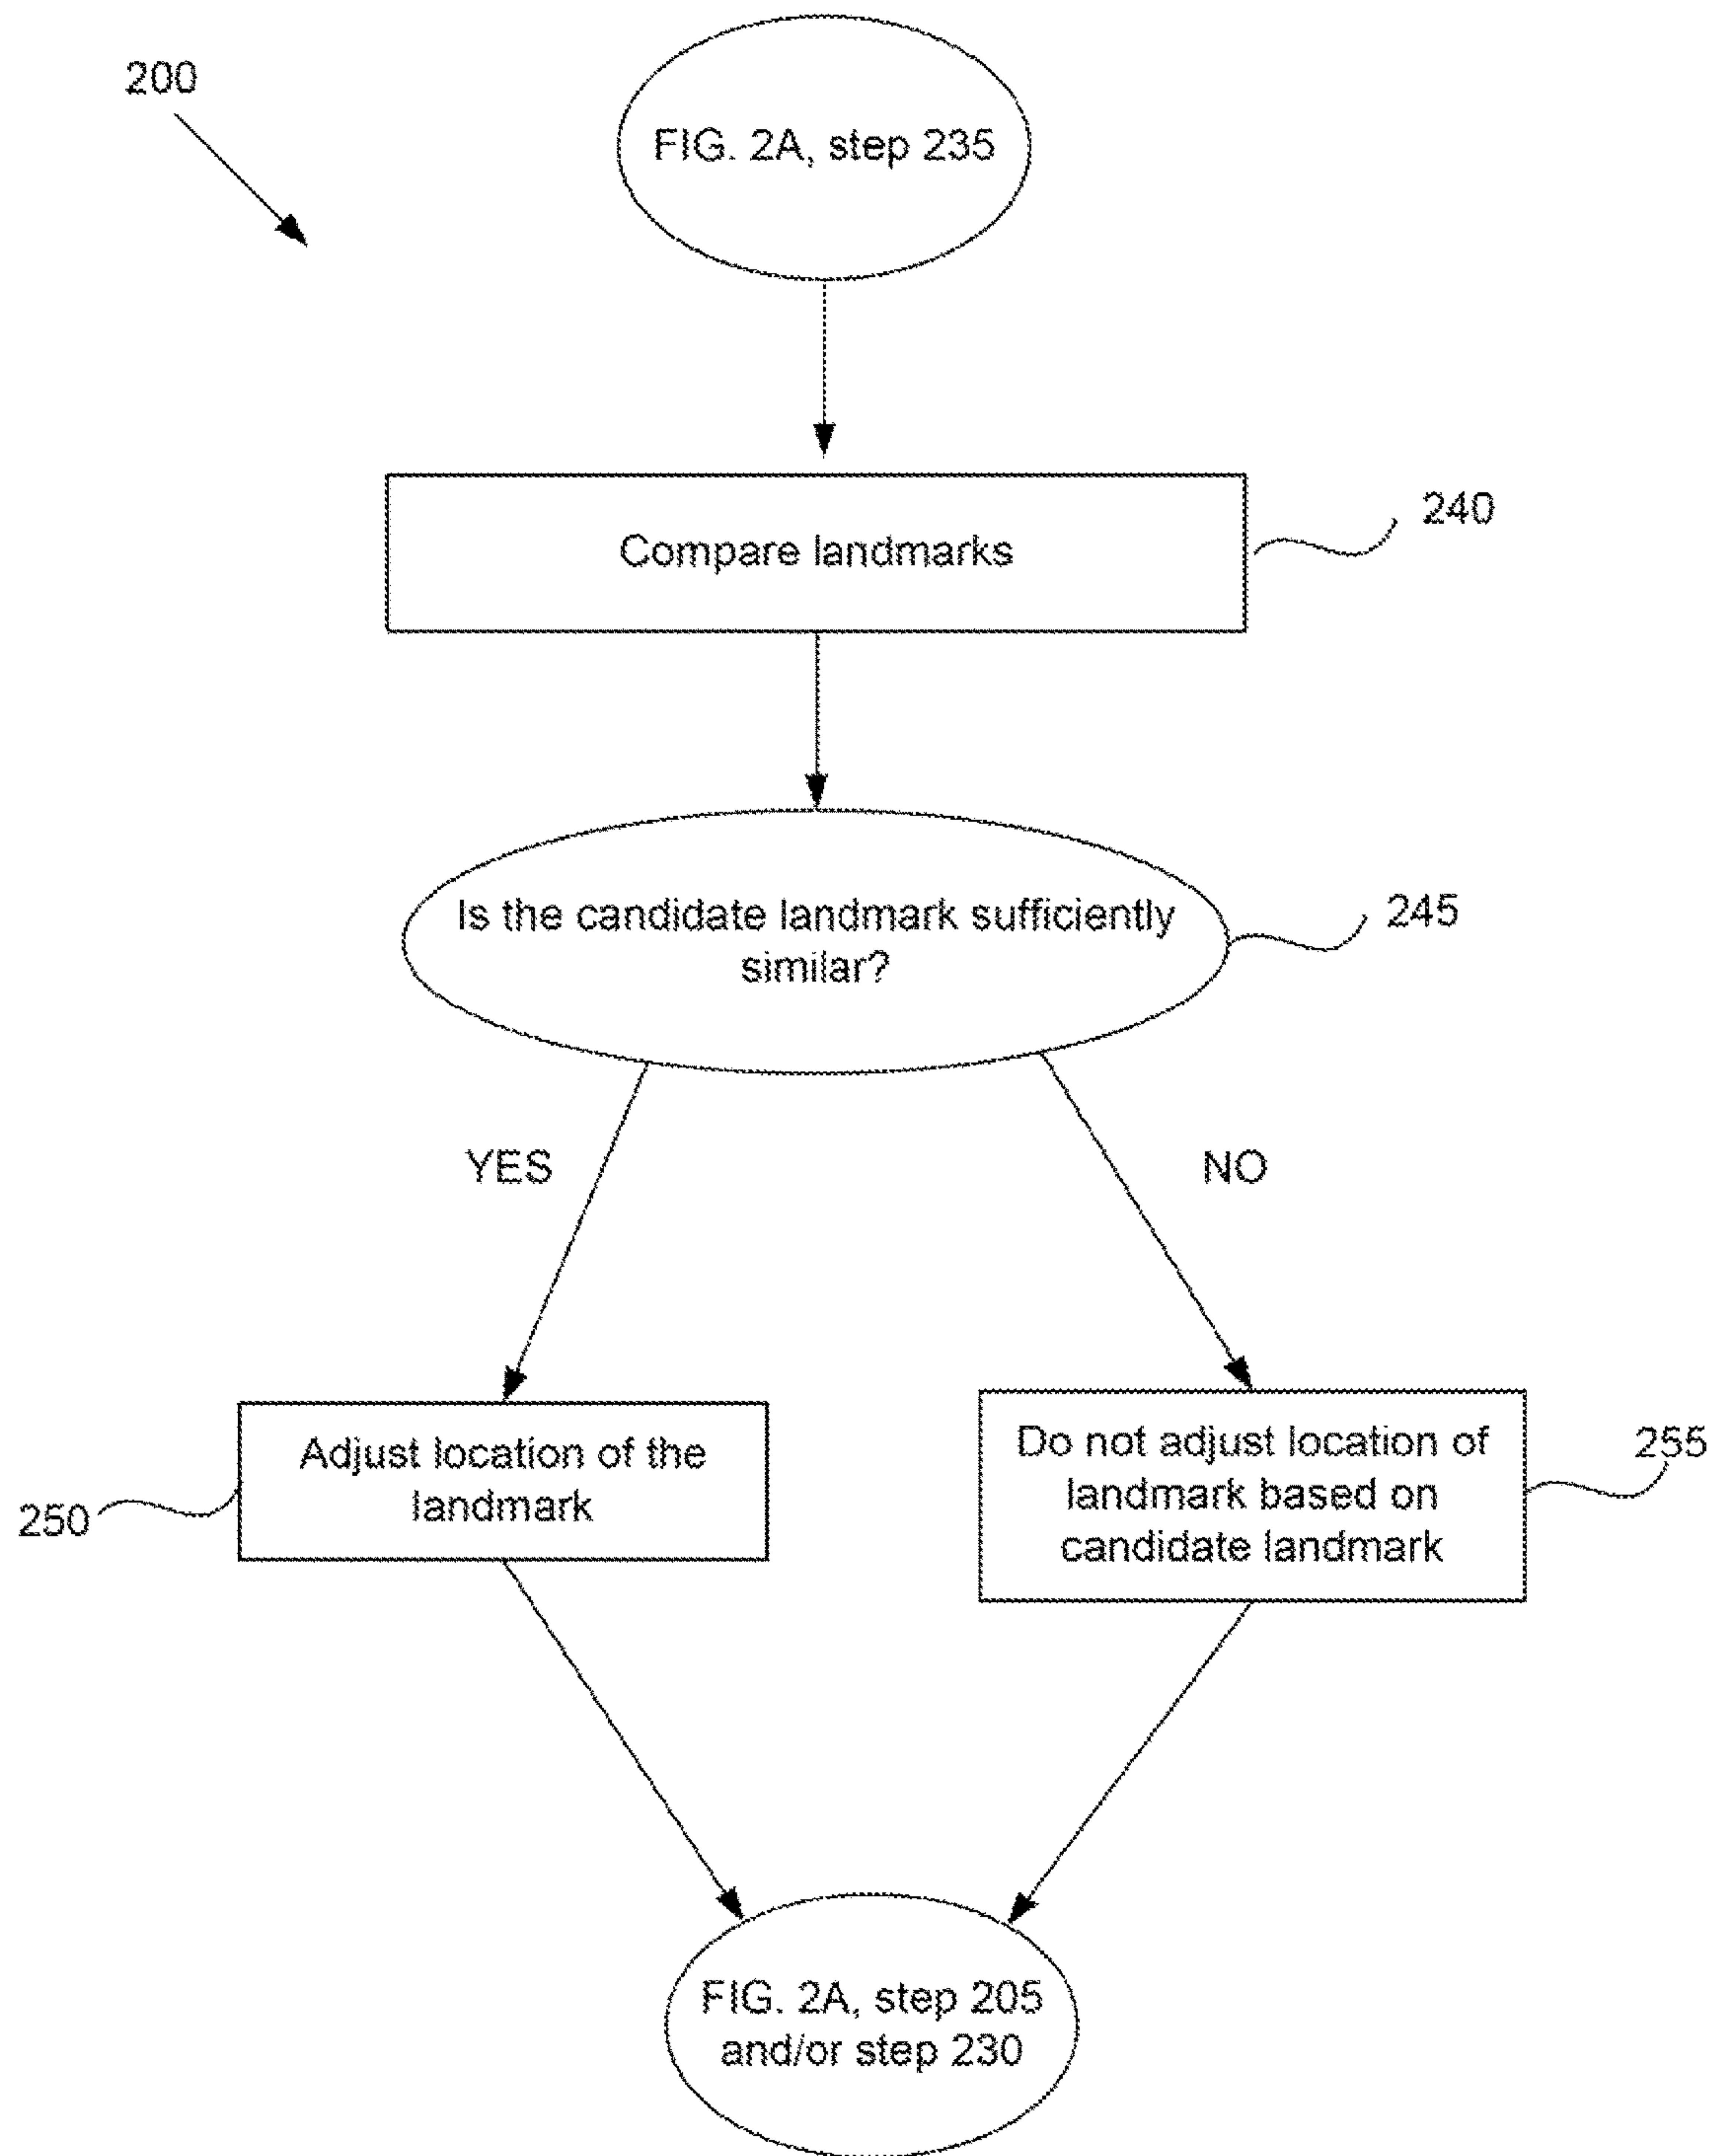 200
FIG. 2A, step 235
Compare landmarks
240
Is the candidate landmark sufficiently
similar?
245
YES
NO
Adjust location of the
landmark
250
Do not adjust location of
landmark based on
candidate landmark
255
FIG. 2A, step 205
and/or step 230